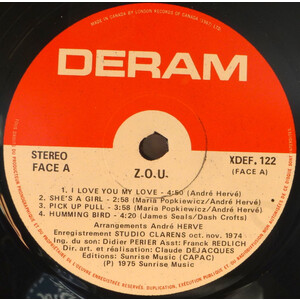 MADE IN CANADA BY LONDON RECORDS OF CANADA (1967) LTD.
DERAM
Z.O.U.
STEREO
FACE A
XDEF. 122
(FACE A)
1. I LOVE YOU MY LOVE - 4:50 (André Hervé)
2. SHE'S A GIRL - 2:58 (Maria Popkiewicz/André Hervé)
3. PICK UP PULL - 3:58 (Maria Popkiewicz/André Hervé)
4. HUMMING BIRD - 4:20 (James Seals/Dash Crofts)
Arrangements André HERVE
Enregistrement STUDIO CLARENS oct. nov. 1974
Ing. du son: Didier PERIER Asst: Franck REDLICH
Dir. art. et réalisation: Claude DEJACQUES
Editions: Sunrise Music (CAPAC)
(P) 1975 Sunrise Music